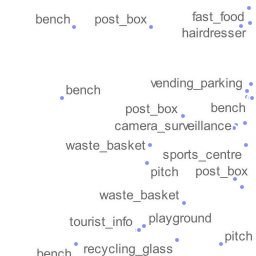 bench post_box fast_food
hairdresser
bench vending_parking
post_box bench
camera_surveillance
waste_basket sports_centre
pitch post_box
waste_basket
tourist_info playground
pitch
bench recycling_glass